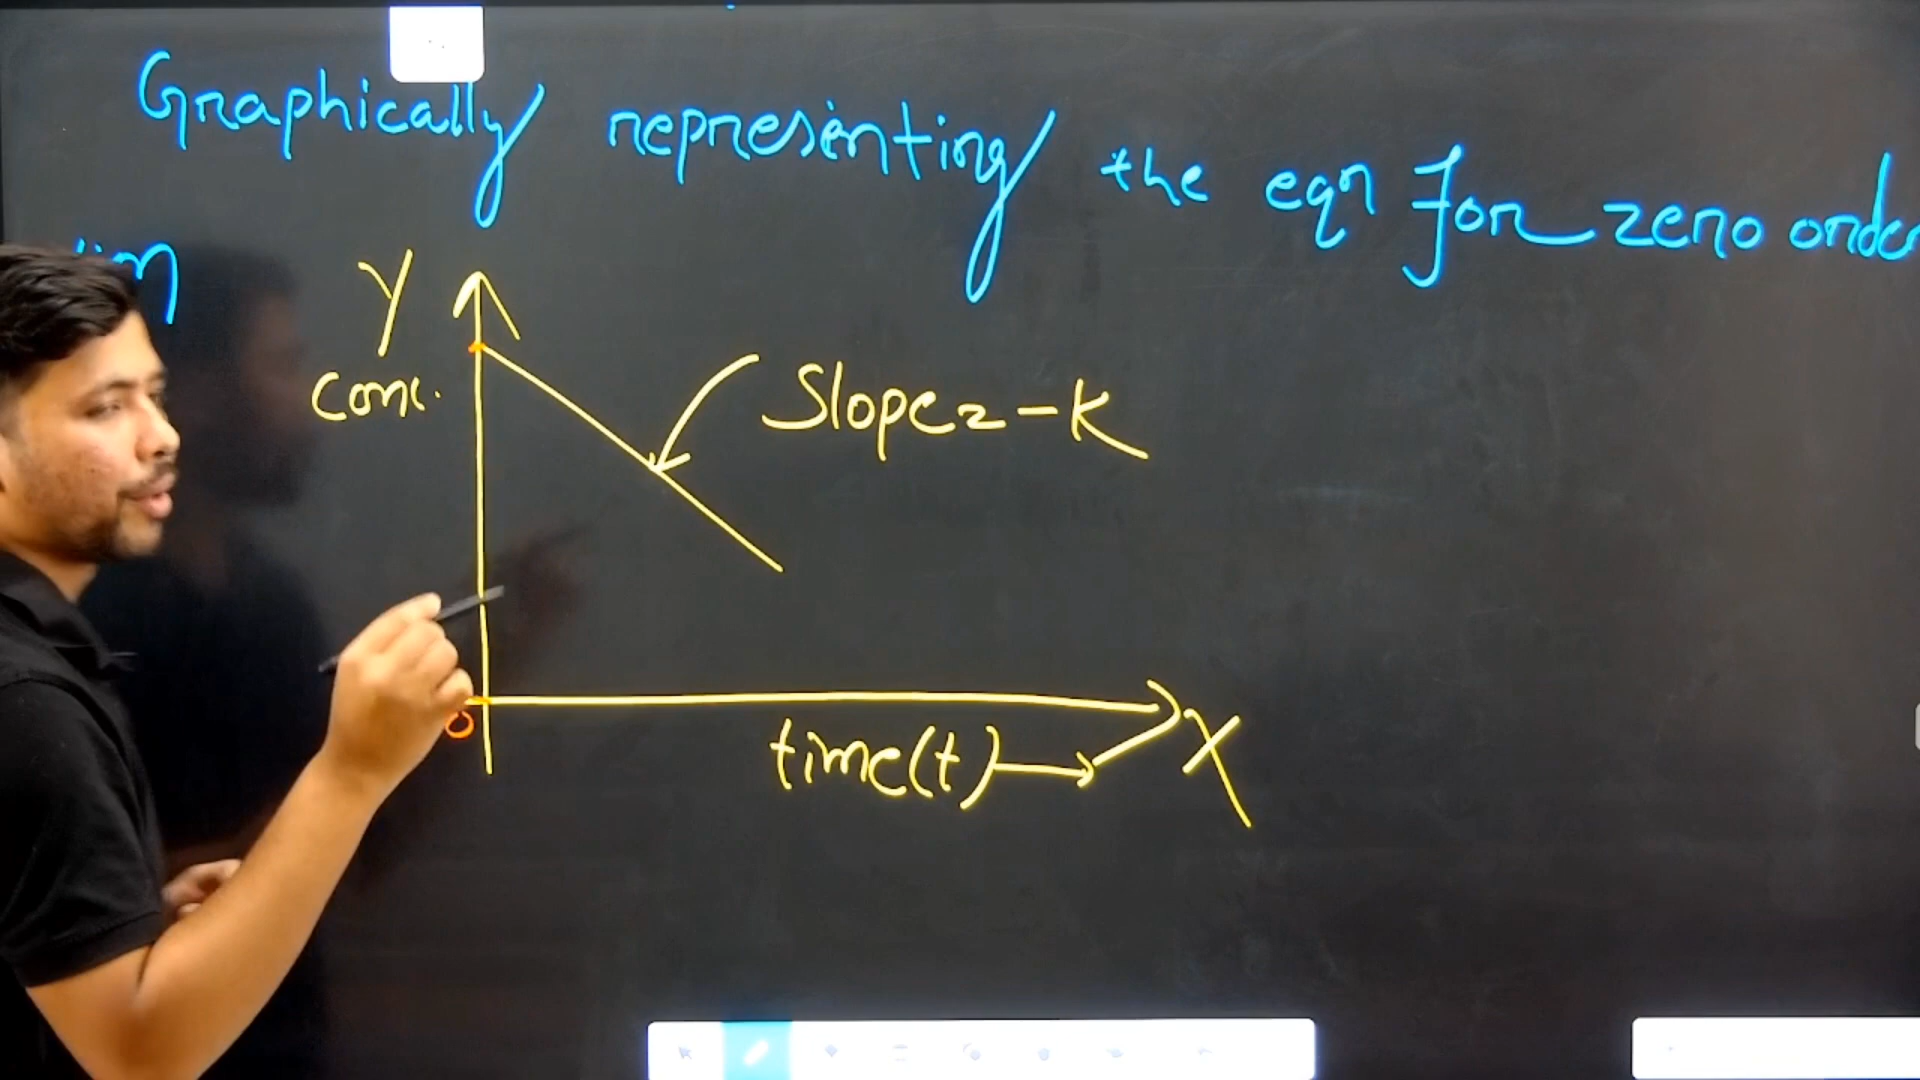 Graphically representing the eqn for zero order
Y
conc.
Slope = -K
O
time(t)
X